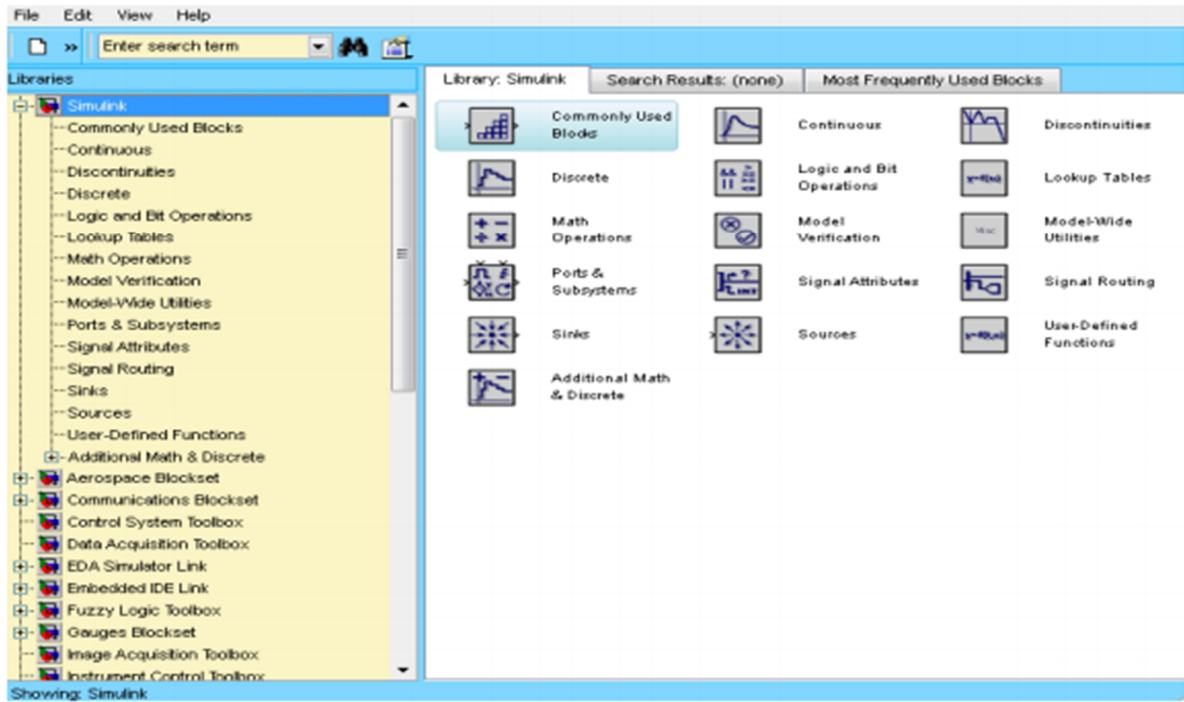 File Edit View Help
Enter search term
Libraries
Simulink
Commonly Used Blocks
Continuous
Discontinuities
Discrete
Logic and Bit Operations
Lookup Tables
Math Operations
Model Verification
Model-Wide Utilities
Ports & Subsystems
Signal Attributes
Signal Routing
Sinks
Sources
User-Defined Functions
Additional Math & Discrete
Aerospace Blockset
Communications Blockset
Control System Toolbox
Data Acquisition Toolbox
EDA Simulator Link
Embedded IDE Link
Fuzzy Logic Toolbox
Gauges Blockset
Image Acquisition Toolbox
Instrument Control Toolbox
Library: Simulink Search Results: (none) Most Frequently Used Blocks
Commonly Used
Blocks
Continuous
Discontinuities
Discrete
Logic and Bit
Operations
Lookup Tables
Math
Operations
Model
Verification
Misc
Model-Wide
Utilities
Ports &
Subsystems
Signal Attributes
Signal Routing
Sinks
Sources
User-Defined
Functions
Additional Math
& Discrete
Showing: Simulink